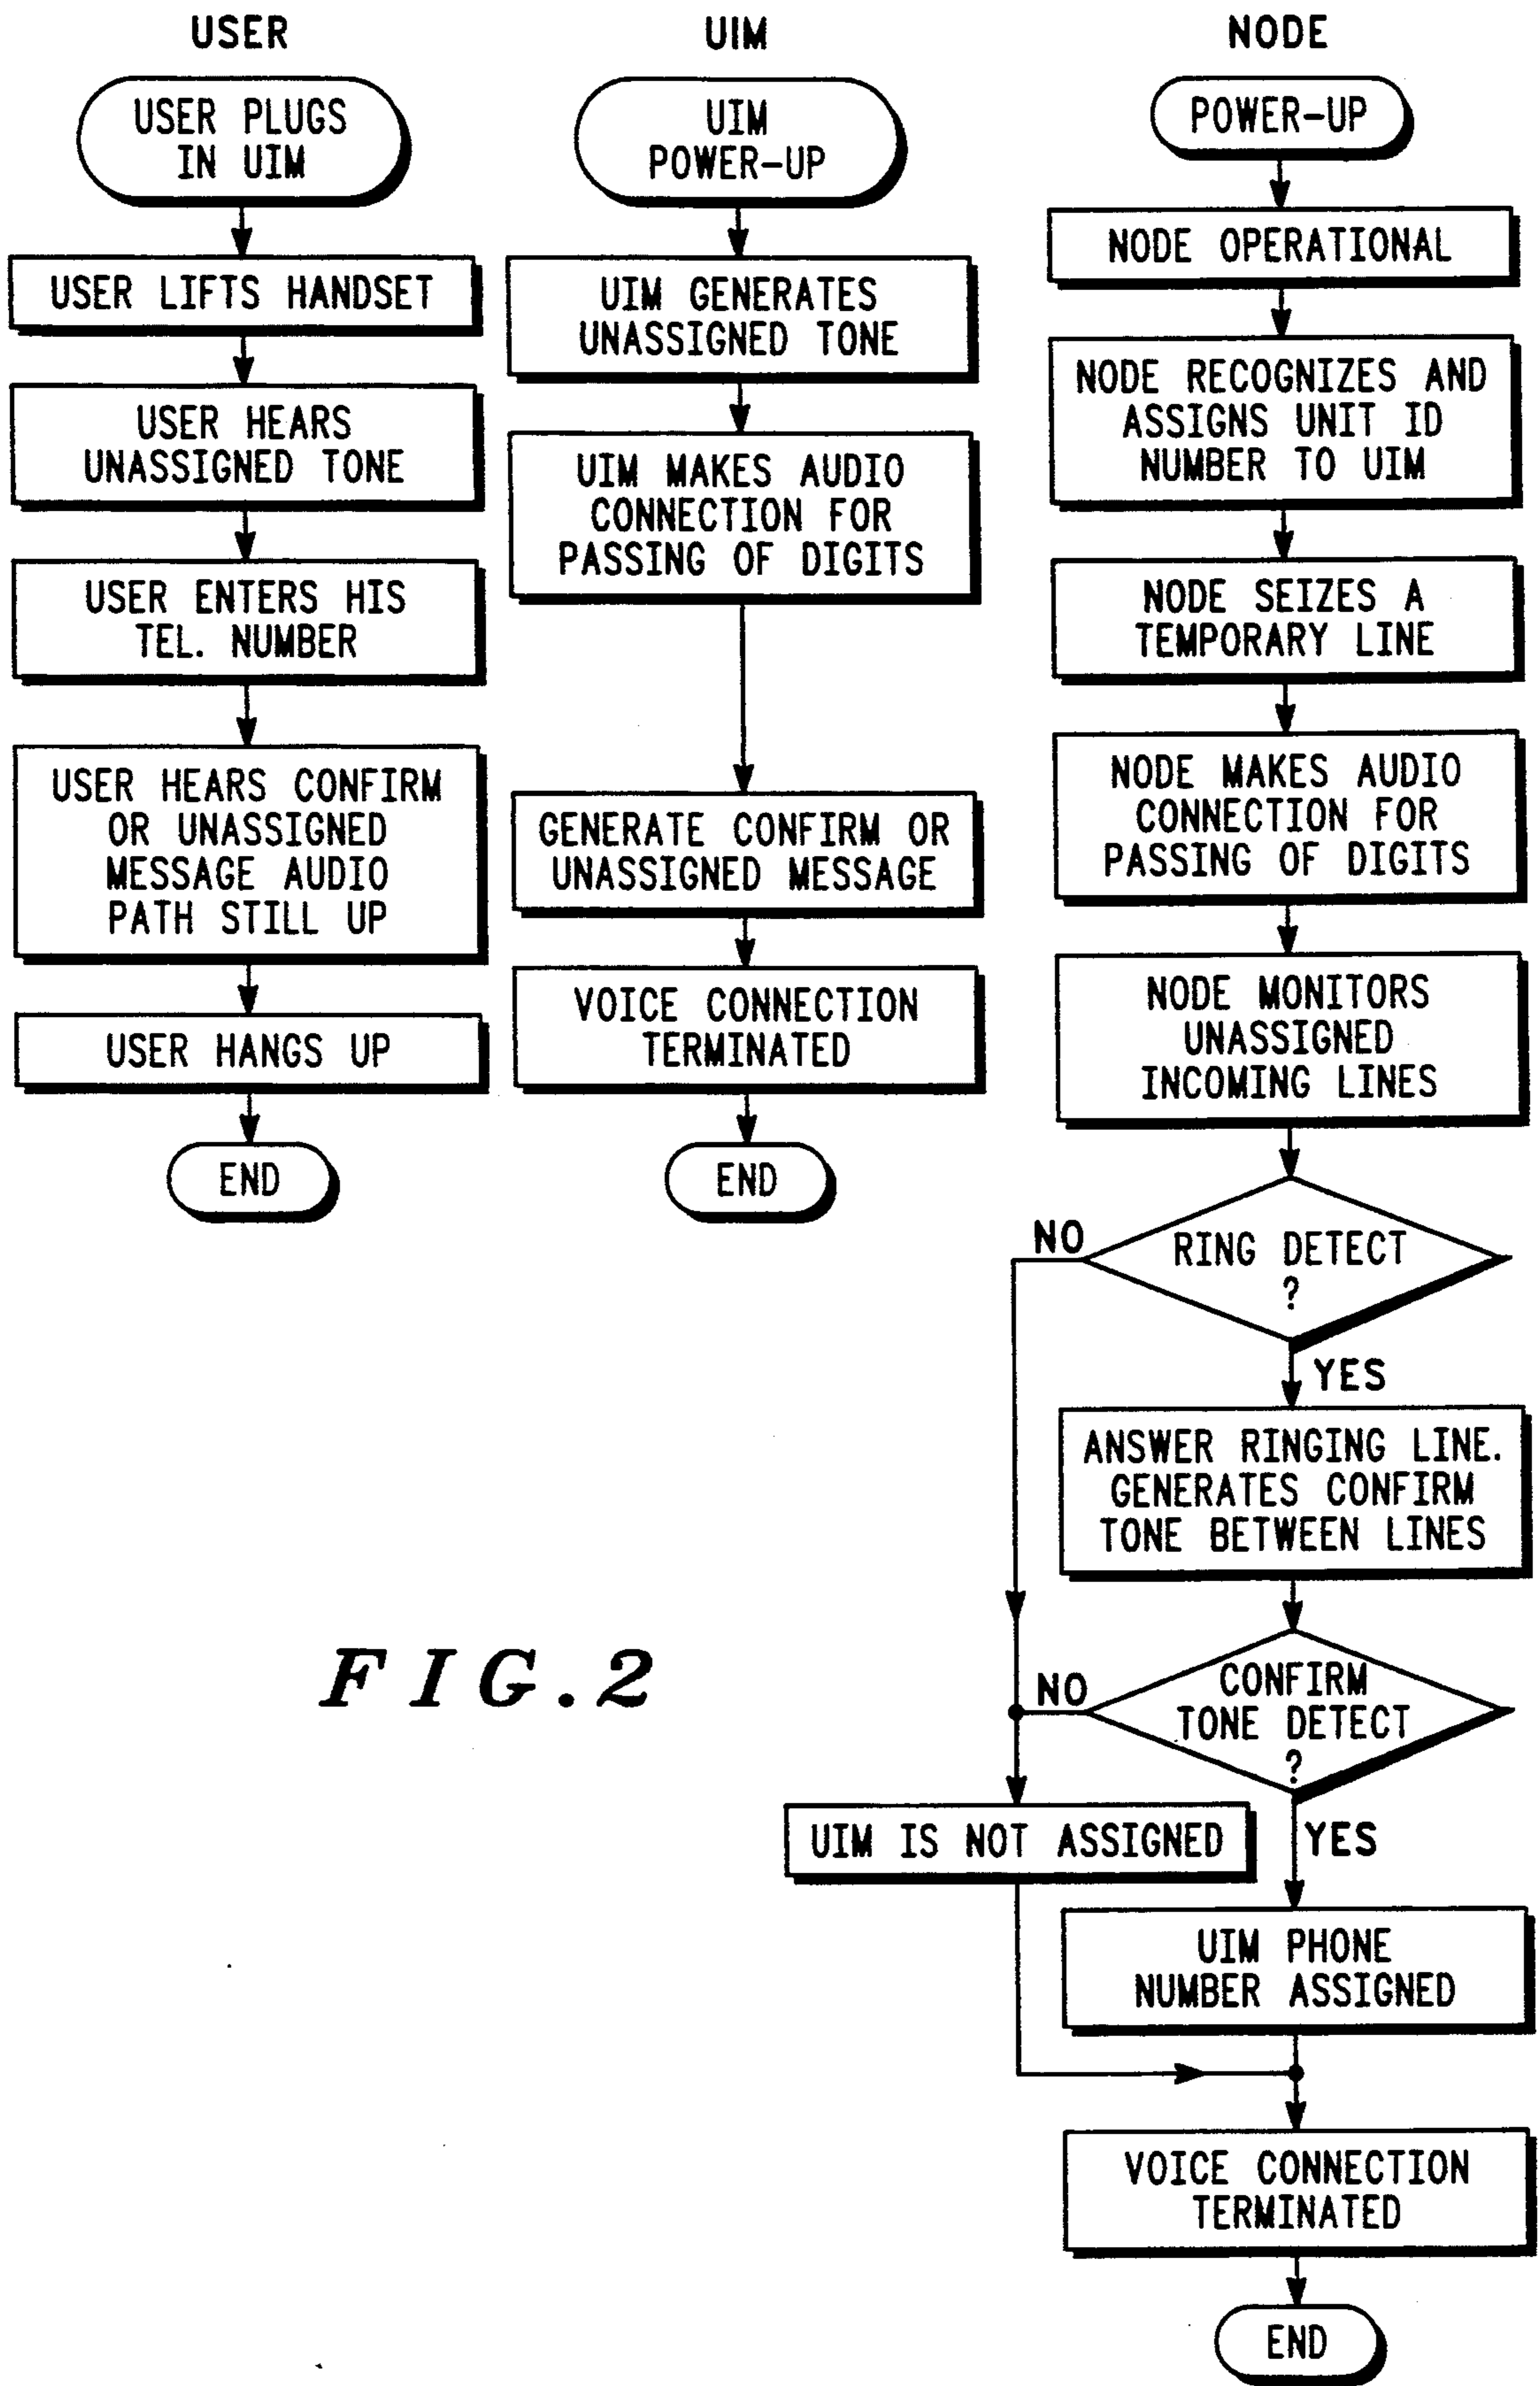 USER
USER PLUGS
IN UIM
USER LIFTS HANDSET
USER HEARS
UNASSIGNED TONE
USER ENTERS HIS
TEL. NUMBER
USER HEARS CONFIRM
OR UNASSIGNED
MESSAGE AUDIO
PATH STILL UP
USER HANGS UP
END
UIM
UIM
POWER-UP
UIM GENERATES
UNASSIGNED TONE
UIM MAKES AUDIO
CONNECTION FOR
PASSING OF DIGITS
GENERATE CONFIRM OR
UNASSIGNED MESSAGE
VOICE CONNECTION
TERMINATED
END
NODE
POWER-UP
NODE OPERATIONAL
NODE RECOGNIZES AND
ASSIGNS UNIT ID
NUMBER TO UIM
NODE SEIZES A
TEMPORARY LINE
NODE MAKES AUDIO
CONNECTION FOR
PASSING OF DIGITS
NODE MONITORS
UNASSIGNED
INCOMING LINES
RING DETECT
?
NO
YES
ANSWER RINGING LINE.
GENERATES CONFIRM
TONE BETWEEN LINES
CONFIRM
TONE DETECT
?
NO
YES
UIM IS NOT ASSIGNED
UIM PHONE
NUMBER ASSIGNED
VOICE CONNECTION
TERMINATED
END
FIG.2